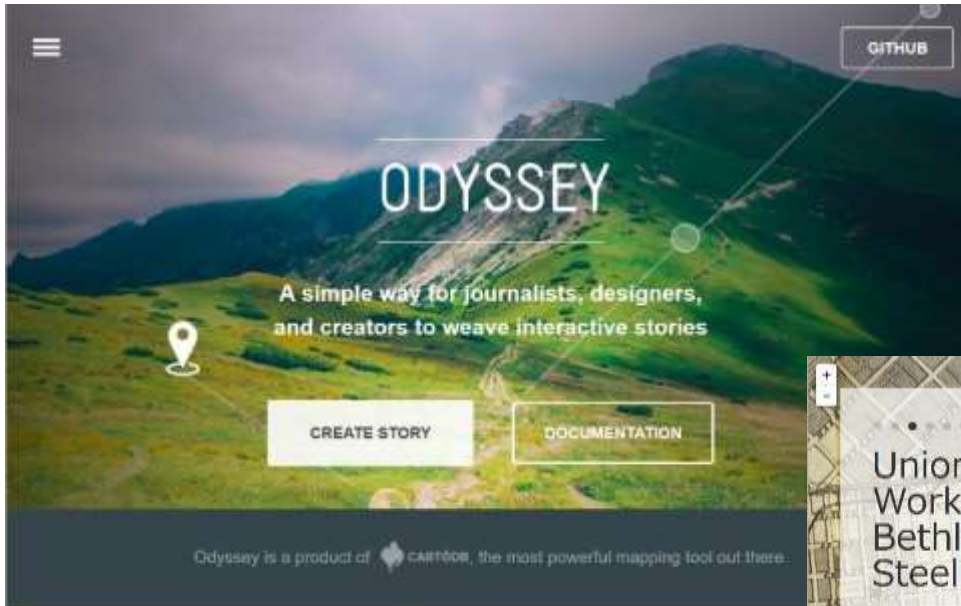 GITHUB
ODYSSEY
A simple way for journalists, designers,
and creators to weave interactive stories
CREATE STORY
DOCUMENTATION
Odyssey is a product of CARTODB, the most powerful mapping tool out there.
+
-
Union
Work
Bethl
Steel